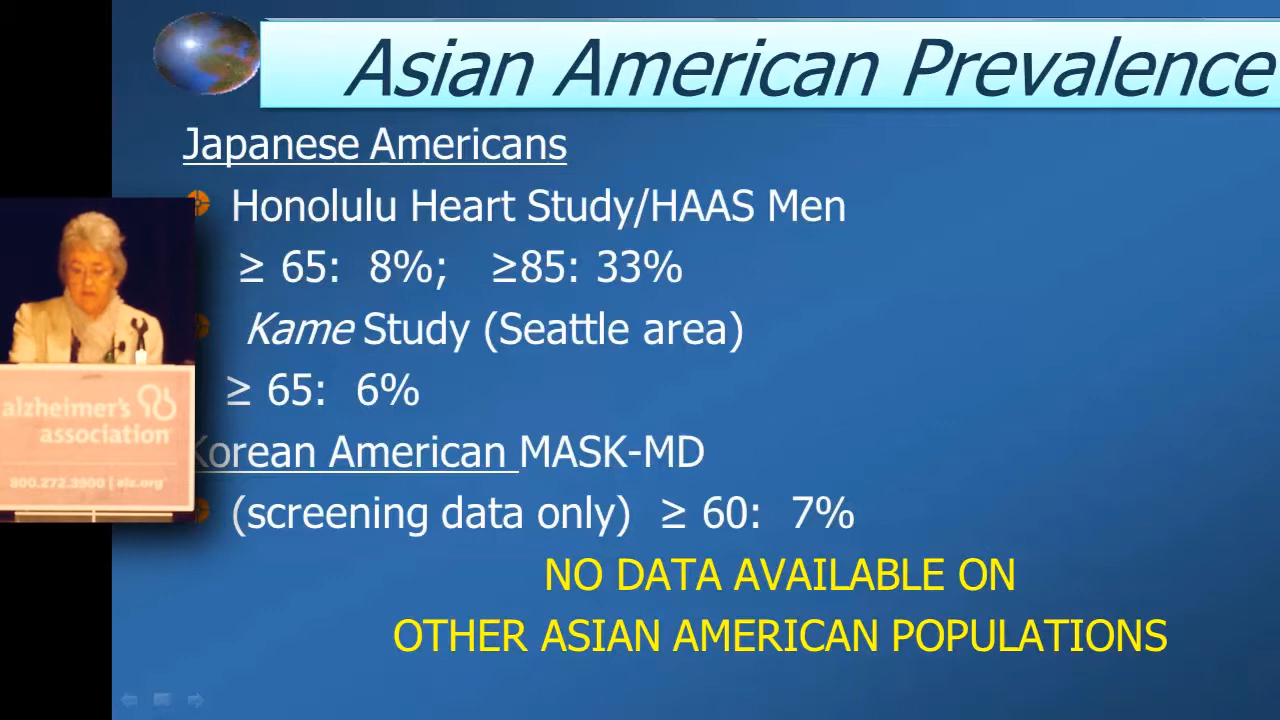 Asian American Prevalence
Japanese Americans
Honolulu Heart Study/HAAS Men
≥ 65: 8%; ≥85: 33%
Kame Study (Seattle area)
≥ 65: 6%
Korean American MASK-MD
(screening data only) ≥ 60: 7%
NO DATA AVAILABLE ON
OTHER ASIAN AMERICAN POPULATIONS
alzheimer's
association
800.272.3900 | alz.org